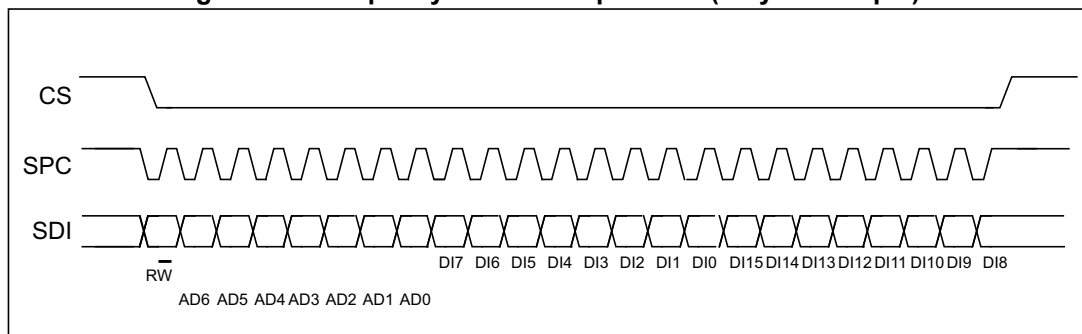 CS
SPC
SDI
RW
DI7 DI6 DI5 DI4 DI3 DI2 DI1 DI0 DI15 DI14 DI13 DI12 DI11 DI10 DI9 DI8
AD6 AD5 AD4 AD3 AD2 AD1 AD0